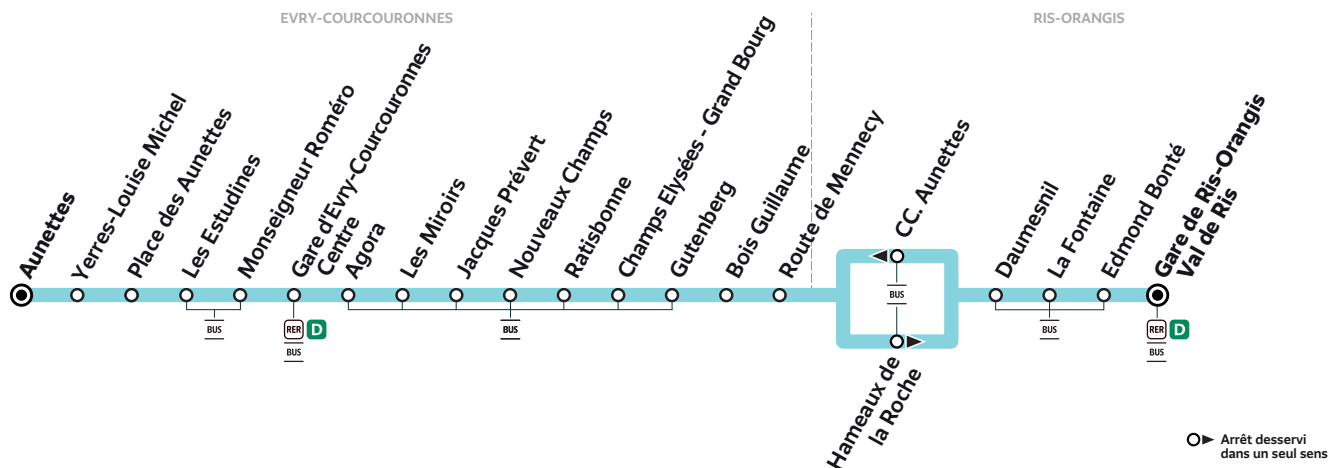 EVRY-COURCOURONNES
RIS-ORANGIS
Aunettes
Yerres-Louise Michel
Place des Aunettes
Les Estudines
Monseigneur Roméro
Gare d'Evry-Courcouronnes
Centre
Agora
Les Miroirs
Jacques Prévert
Nouveaux Champs
Ratisbonne
Champs Elysées - Grand Bourg
Gutenberg
Bois Guillaume
Route de Mennecy
CC. Aunettes
Hameaux de
la Roche
Daumesnil
La Fontaine
Edmond Bonté
Gare de Ris-Orangis
Val de Ris
BUS
RER D
BUS
BUS
BUS
BUS
RER D
BUS
Arrêt desservi
dans un seul sens